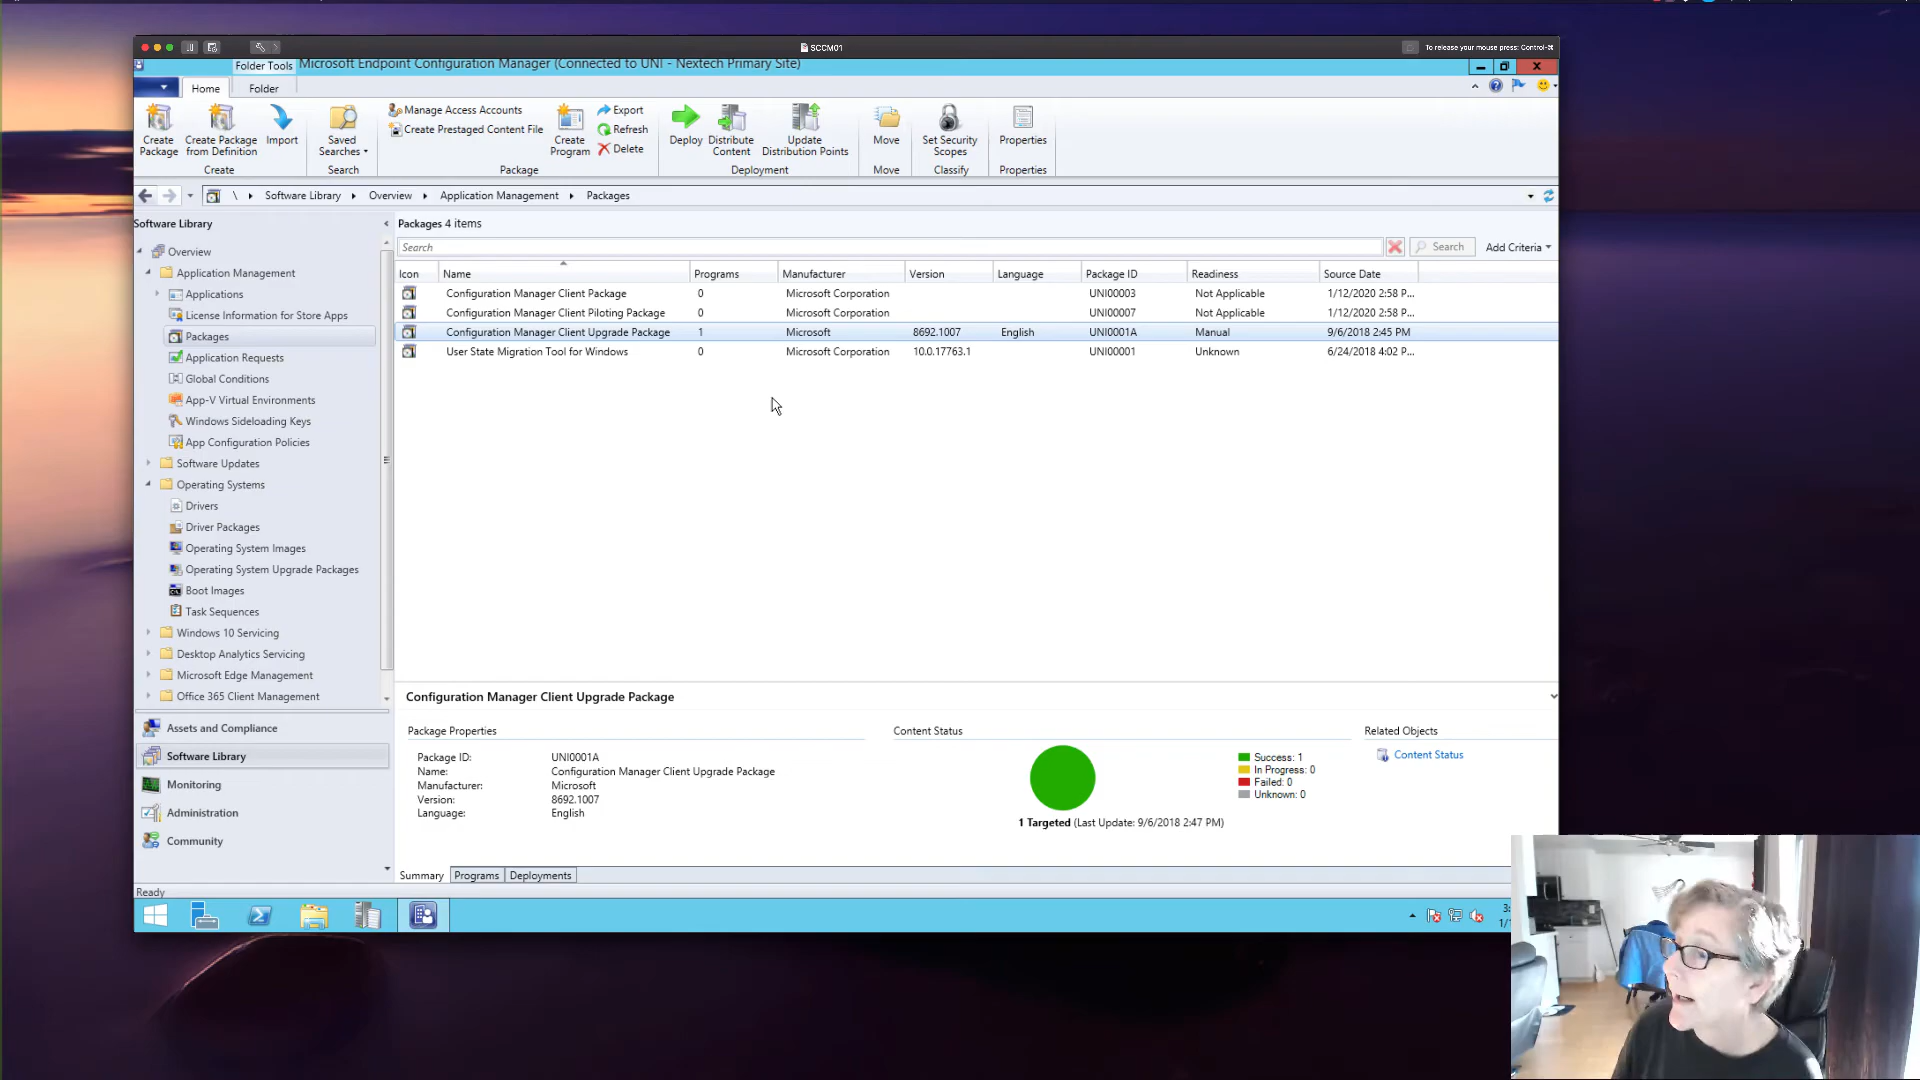 SCCM01
To release your mouse press: Control-⌘
Folder Tools
Microsoft Endpoint Configuration Manager (Connected to UNI - Nextech Primary Site)
Home
Folder
Create Package
Create Package from Definition
Import
Create
Saved Searches
Search
Manage Access Accounts
Create Prestaged Content File
Create Program
Export
Refresh
Delete
Package
Deploy
Distribute Content
Update Distribution Points
Deployment
Move
Move
Set Security Scopes
Classify
Properties
Properties
\ Software Library Overview Application Management Packages
Software Library
Overview
Application Management
Applications
License Information for Store Apps
Packages
Application Requests
Global Conditions
App-V Virtual Environments
Windows Sideloading Keys
App Configuration Policies
Software Updates
Operating Systems
Drivers
Driver Packages
Operating System Images
Operating System Upgrade Packages
Boot Images
Task Sequences
Windows 10 Servicing
Desktop Analytics Servicing
Microsoft Edge Management
Office 365 Client Management
Assets and Compliance
Software Library
Monitoring
Administration
Community
Packages 4 items
Search
Search
Add Criteria
Icon Name Programs Manufacturer Version Language Package ID Readiness Source Date
Configuration Manager Client Package 0 Microsoft Corporation UNI00003 Not Applicable 1/12/2020 2:58 P...
Configuration Manager Client Piloting Package 0 Microsoft Corporation UNI00007 Not Applicable 1/12/2020 2:58 P...
Configuration Manager Client Upgrade Package 1 Microsoft 8692.1007 English UNI0001A Manual 9/6/2018 2:45 PM
User State Migration Tool for Windows 0 Microsoft Corporation 10.0.17763.1 UNI00001 Unknown 6/24/2018 4:02 P...
Configuration Manager Client Upgrade Package
Package Properties
Package ID: UNI0001A
Name: Configuration Manager Client Upgrade Package
Manufacturer: Microsoft
Version: 8692.1007
Language: English
Content Status
Success: 1
In Progress: 0
Failed: 0
Unknown: 0
1 Targeted (Last Update: 9/6/2018 2:47 PM)
Related Objects
Content Status
Summary Programs Deployments
Ready